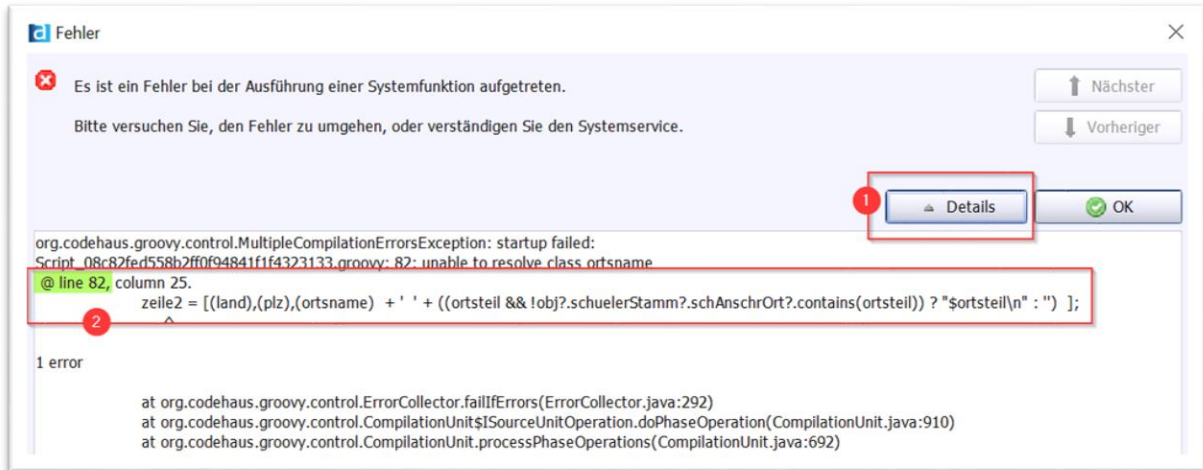 d Fehler
Es ist ein Fehler bei der Ausführung einer Systemfunktion aufgetreten.
Nächster
Bitte versuchen Sie, den Fehler zu umgehen, oder verständigen Sie den Systemservice.
Vorheriger
1
Details
OK
org.codehaus.groovy.control.MultipleCompilationErrorsException: startup failed:
Script_08c82fed558b2ff0f94841f1f4323133.groovy: 82: unable to resolve class ortsname
@ line 82, column 25.
zeile2 = [(land),(plz),(ortsname) + ' ' + ((ortsteil && !obj?.schuelerStamm?.schAnschrOrt?.contains(ortsteil)) ? "$ortsteil\n" : '') ];
^
2
1 error
at org.codehaus.groovy.control.ErrorCollector.failIfErrors(ErrorCollector.java:292)
at org.codehaus.groovy.control.CompilationUnit$ISourceUnitOperation.doPhaseOperation(CompilationUnit.java:910)
at org.codehaus.groovy.control.CompilationUnit.processPhaseOperations(CompilationUnit.java:692)